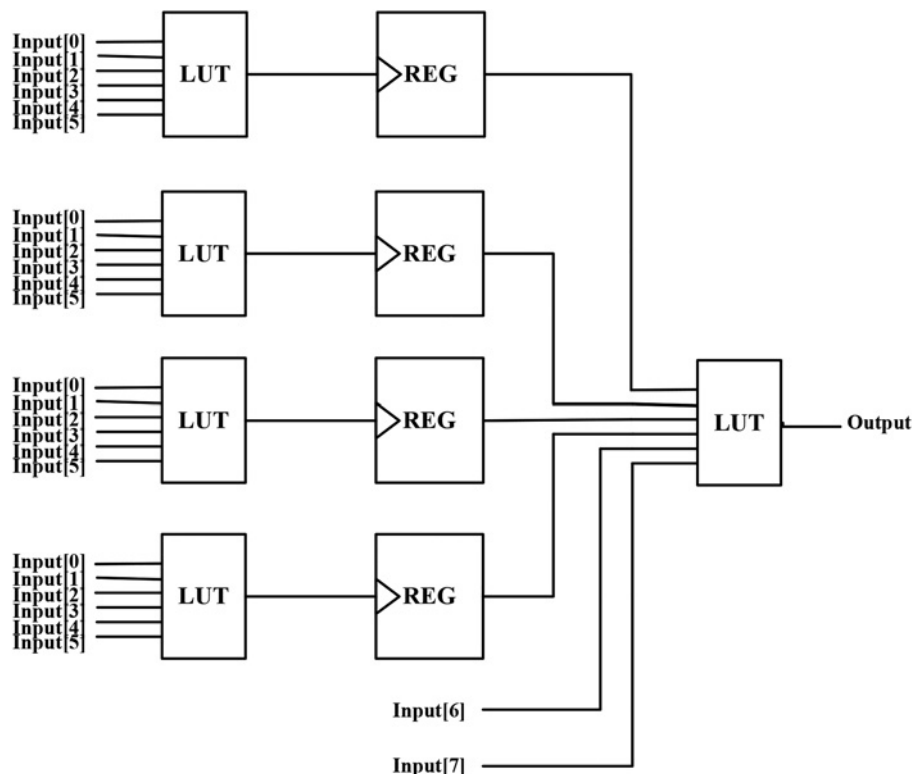 Input[0]
Input[1]
Input[2]
Input[3]
Input[4]
Input[5]
LUT
REG
Input[0]
Input[1]
Input[2]
Input[3]
Input[4]
Input[5]
LUT
REG
Input[0]
Input[1]
Input[2]
Input[3]
Input[4]
Input[5]
LUT
REG
LUT
Output
Input[0]
Input[1]
Input[2]
Input[3]
Input[4]
Input[5]
LUT
REG
Input[6]
Input[7]